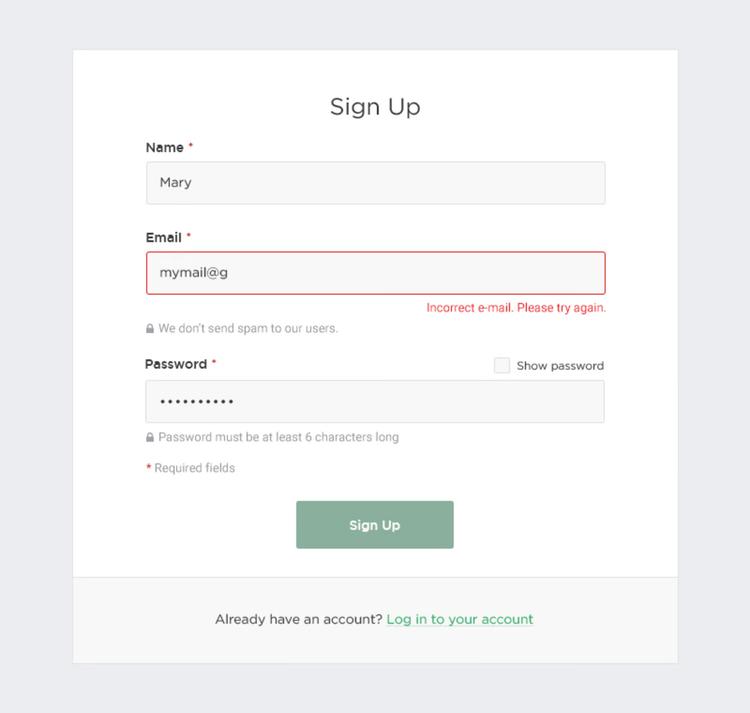 Sign Up
Name *
Mary
Email *
mymail@g
Incorrect e-mail. Please try again.
We don't send spam to our users.
Password *
Show password
••••••••••
Password must be at least 6 characters long
* Required fields
Sign Up
Already have an account? Log in to your account